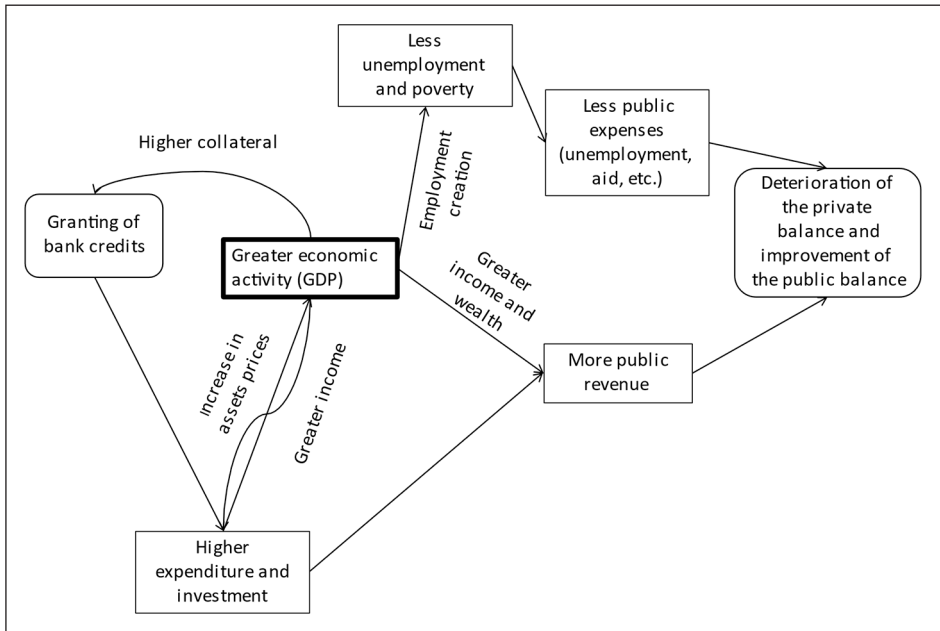 Less
unemployment
and poverty
Less public
expenses
(unemployment,
aid, etc.)
Higher collateral
Employment
creation
Deterioration of
the private
balance and
improvement of
the public balance
Granting of
bank credits
Greater economic
activity (GDP)
Greater
income and
wealth
Increase in
assets prices
Greater income
More public
revenue
Higher
expenditure and
investment